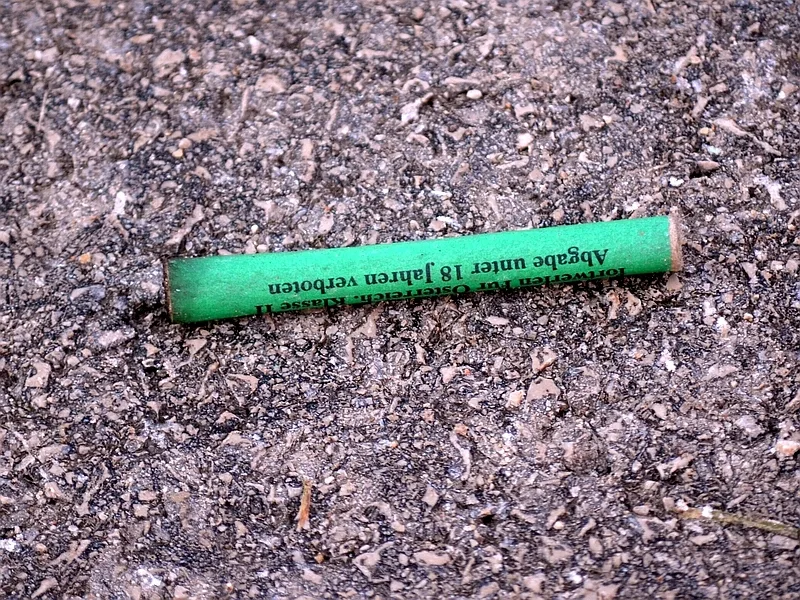 Abgabe unter 18 Jahren verboten
Für Österreich. Klasse II